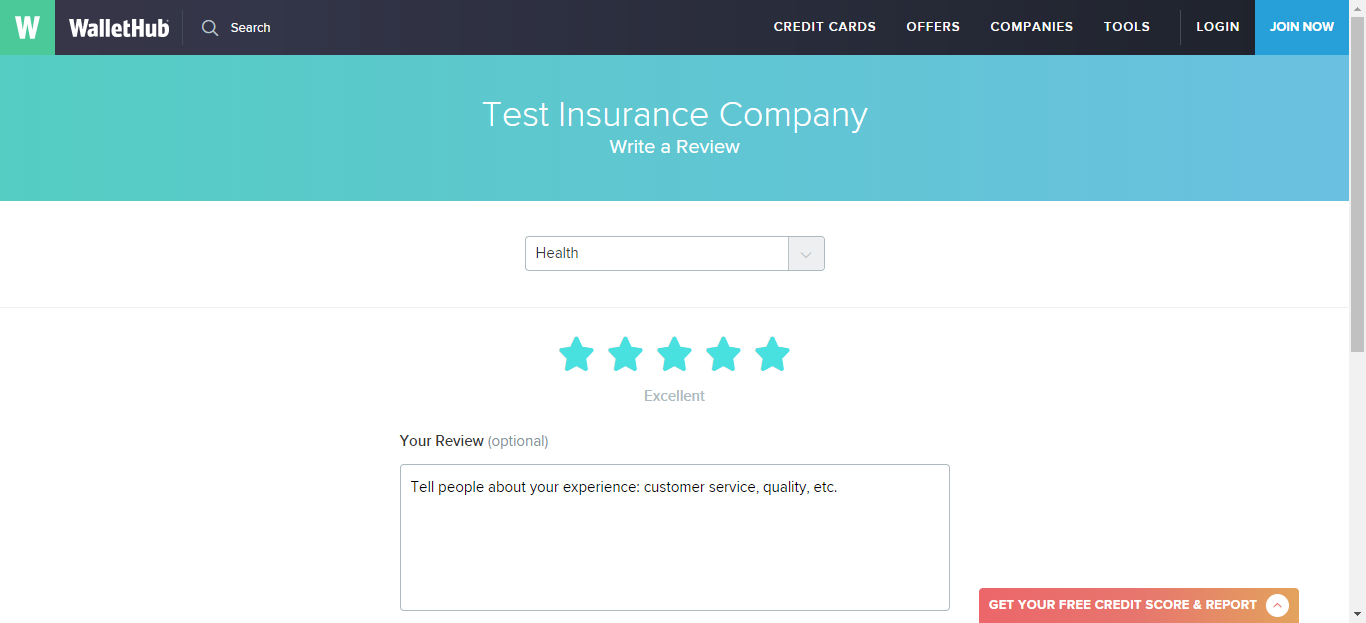 W WalletHub Search CREDIT CARDS OFFERS COMPANIES TOOLS LOGIN JOIN NOW
Test Insurance Company
Write a Review
Health
Excellent
Your Review (optional)
Tell people about your experience: customer service, quality, etc.
GET YOUR FREE CREDIT SCORE & REPORT